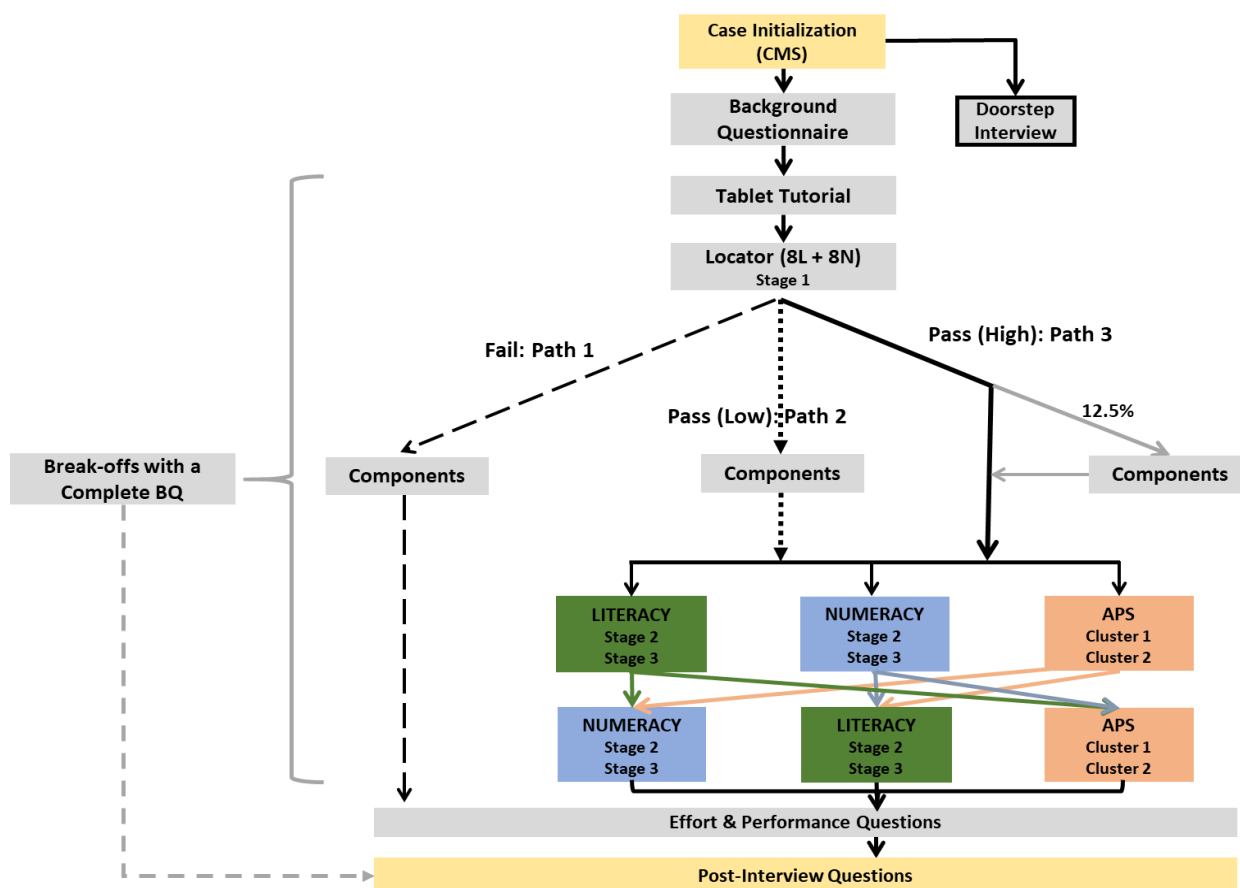 Case Initialization
(CMS)
Background
Questionnaire
Doorstep
Interview
Tablet Tutorial
Locator (8L + 8N)
Stage 1
Fail: Path 1
Pass (High): Path 3
Pass (Low): Path 2
12.5%
Break-offs with a
Complete BQ
Components
Components
Components
LITERACY
Stage 2
Stage 3
NUMERACY
Stage 2
Stage 3
APS
Cluster 1
Cluster 2
NUMERACY
Stage 2
Stage 3
LITERACY
Stage 2
Stage 3
APS
Cluster 1
Cluster 2
Effort & Performance Questions
Post-Interview Questions